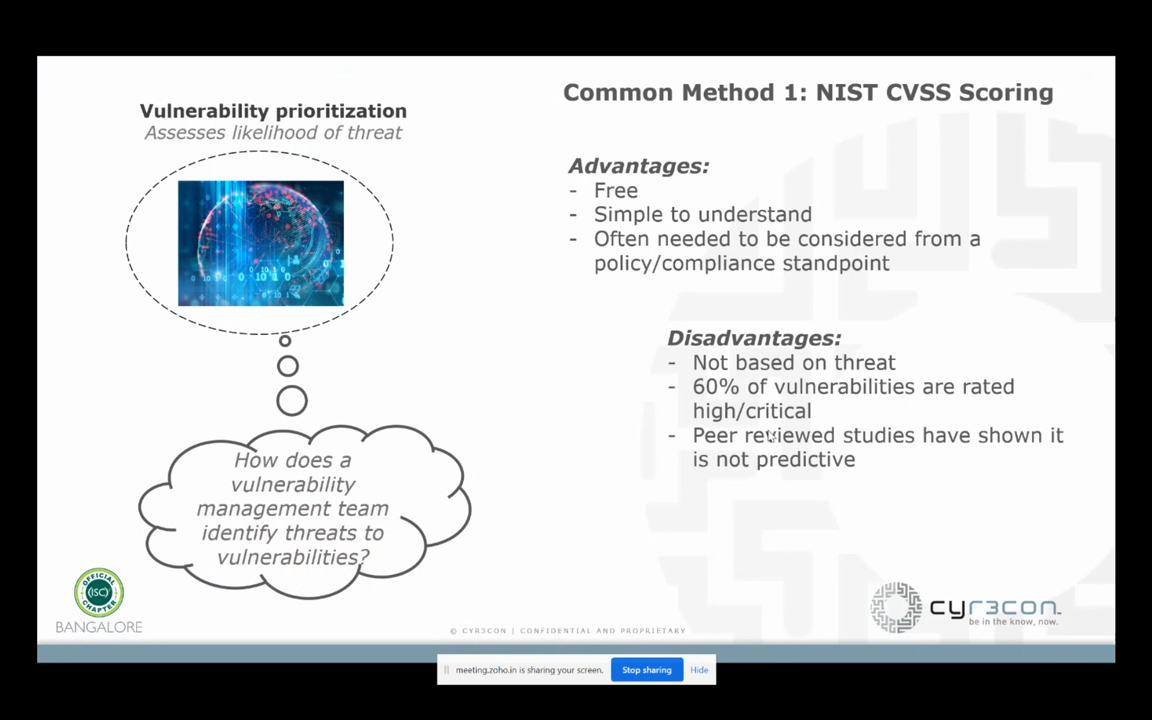 Vulnerability prioritization
Assesses likelihood of threat
How does a
vulnerability
management team
identify threats to
vulnerabilities?
Common Method 1: NIST CVSS Scoring
Advantages:
- Free
- Simple to understand
- Often needed to be considered from a
policy/compliance standpoint
Disadvantages:
- Not based on threat
- 60% of vulnerabilities are rated
high/critical
- Peer reviewed studies have shown it
is not predictive
OFFICIAL
(ISC)
CHAPTER
BANGALORE
© CYR3CON | CONFIDENTIAL AND PROPRIETARY
cyr3con
be in the know, now.
meeting.zoho.in is sharing your screen.
Stop sharing
Hide